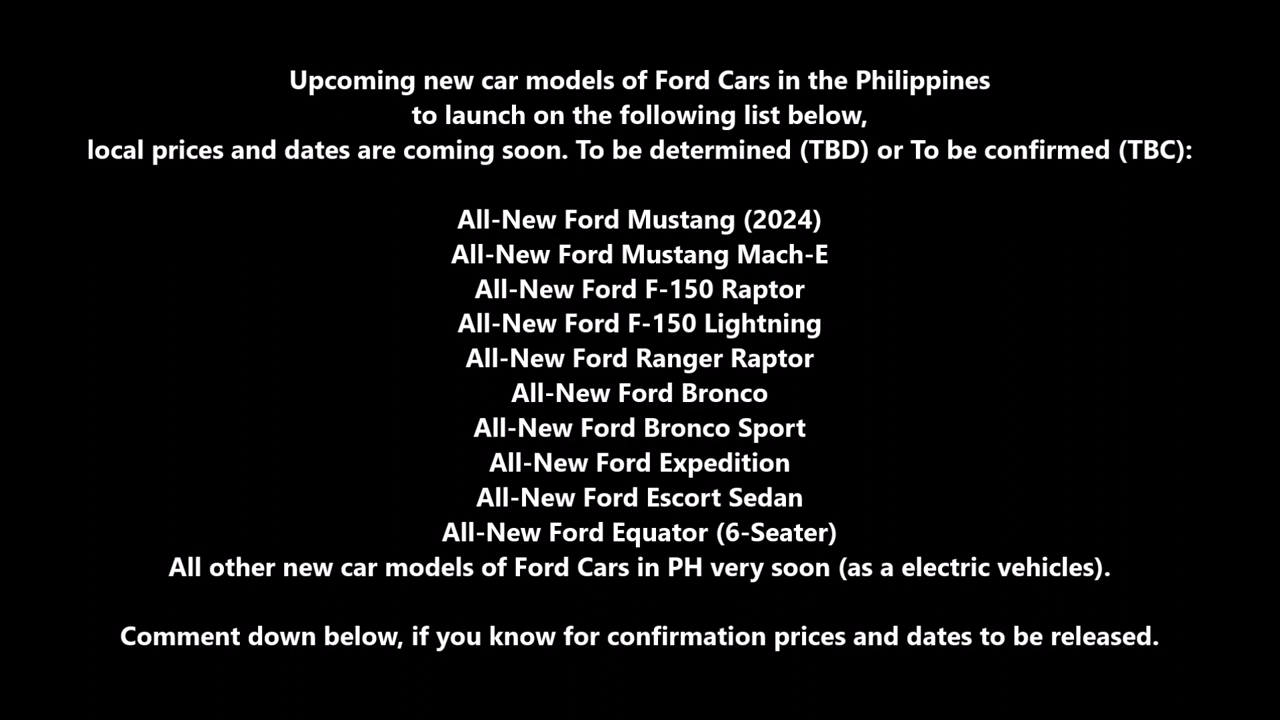 Upcoming new car models of Ford Cars in the Philippines
to launch on the following list below,
local prices and dates are coming soon. To be determined (TBD) or To be confirmed (TBC):
All-New Ford Mustang (2024)
All-New Ford Mustang Mach-E
All-New Ford F-150 Raptor
All-New Ford F-150 Lightning
All-New Ford Ranger Raptor
All-New Ford Bronco
All-New Ford Bronco Sport
All-New Ford Expedition
All-New Ford Escort Sedan
All-New Ford Equator (6-Seater)
All other new car models of Ford Cars in PH very soon (as a electric vehicles).
Comment down below, if you know for confirmation prices and dates to be released.